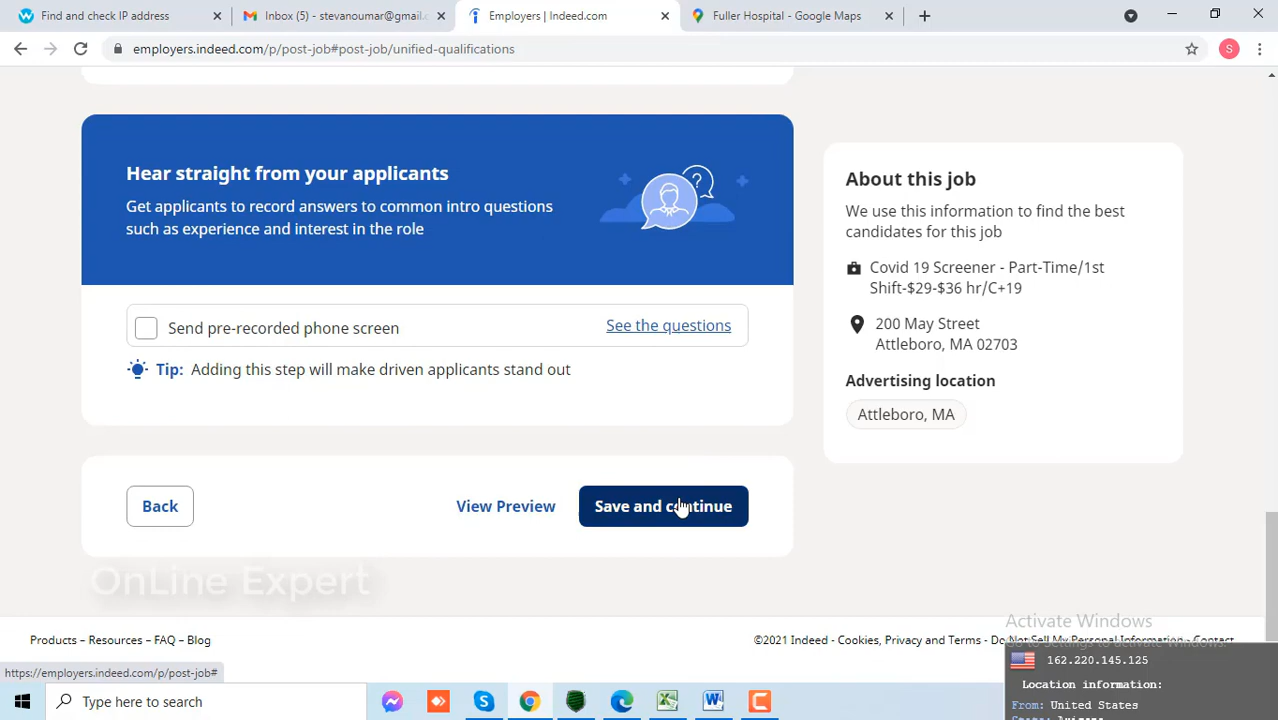 Find and check IP address
Inbox (5) - stevanoumar@gmail.c
Employers | Indeed.com
Fuller Hospital - Google Maps
employers.indeed.com/p/post-job#post-job/unified-qualifications
S
Hear straight from your applicants
Get applicants to record answers to common intro questions
such as experience and interest in the role
?
Send pre-recorded phone screen
See the questions
Tip: Adding this step will make driven applicants stand out
Back
View Preview
Save and continue
About this job
We use this information to find the best
candidates for this job
Covid 19 Screener - Part-Time/1st
Shift-$29-$36 hr/C+19
200 May Street
Attleboro, MA 02703
Advertising location
Attleboro, MA
OnLine Expert
Activate Windows
Go to Settings to activate Windows.
Products – Resources – FAQ – Blog
©2021 Indeed - Cookies, Privacy and Terms - Do Not Sell My Personal Information - Contact
https://employers.indeed.com/p/post-job#
162.220.145.125
Location information:
From: United States
Type here to search